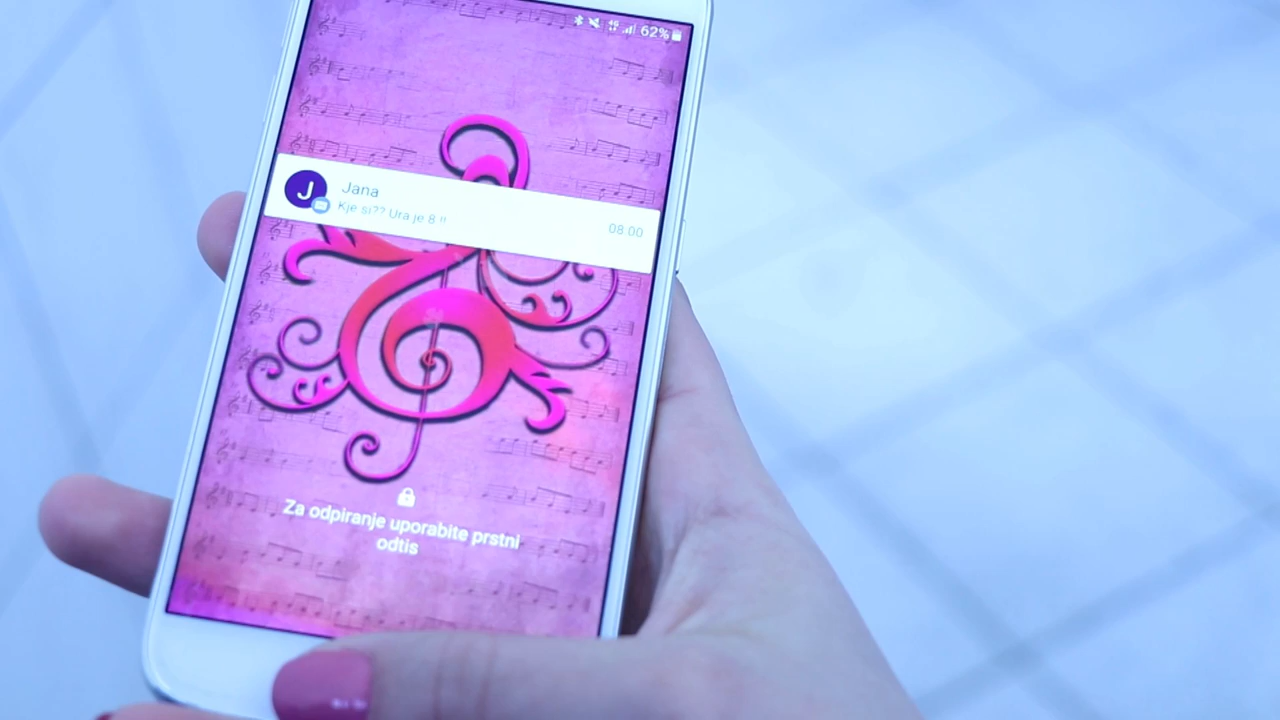 62%
J
Jana
Kje si?? Ura je 8 !!
08:00
Za odpiranje uporabite prstni
odtis